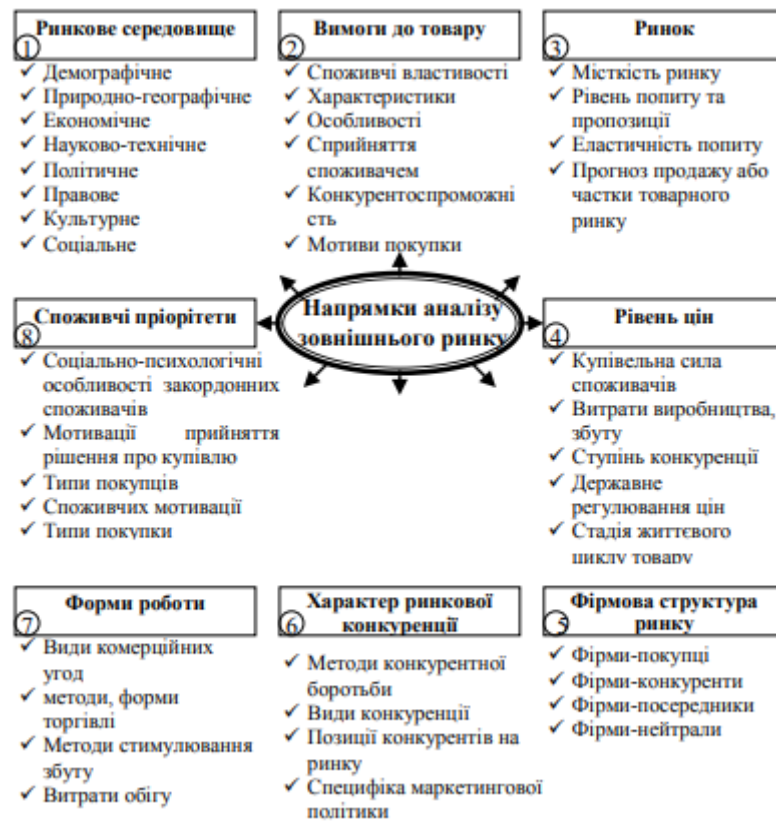 Ринкове середовище
1
✓ Демографічне
✓ Природно-географічне
✓ Економічне
✓ Науково-технічне
✓ Політичне
✓ Правове
✓ Культурне
✓ Соціальне
Вимоги до товару
2
✓ Споживчі властивості
✓ Характеристики
✓ Особливості
✓ Сприйняття
споживачем
✓ Конкурентоспроможні
сть
✓ Мотиви покупки
Ринок
3
✓ Місткість ринку
✓ Рівень попиту та
пропозиції
✓ Еластичність попиту
✓ Прогноз продажу або
частки товарного
ринку
Споживчі пріорітети
8
✓ Соціально-психологічні
особливості закордонних
споживачів
✓ Мотивації прийняття
рішення про купівлю
✓ Типи покупців
✓ Споживчих мотивації
✓ Типи покупки
Напрямки аналізу
зовнішнього ринку
Рівень цін
4
✓ Купівельна сила
споживачів
✓ Витрати виробництва,
збуту
✓ Ступінь конкуренції
✓ Державне
регулювання цін
✓ Стадія життєвого
циклу товару
Форми роботи
7
✓ Види комерційних
угод
✓ методи, форми
торгівлі
✓ Методи стимулювання
збуту
✓ Витрати обігу
Характер ринкової
6
конкуренції
✓ Методи конкурентної
боротьби
✓ Види конкуренції
✓ Позиції конкурентів на
ринку
✓ Специфіка маркетингової
політики
Фірмова структура
5
ринку
✓ Фірми-покупці
✓ Фірми-конкуренти
✓ Фірми-посередники
✓ Фірми-нейтрали